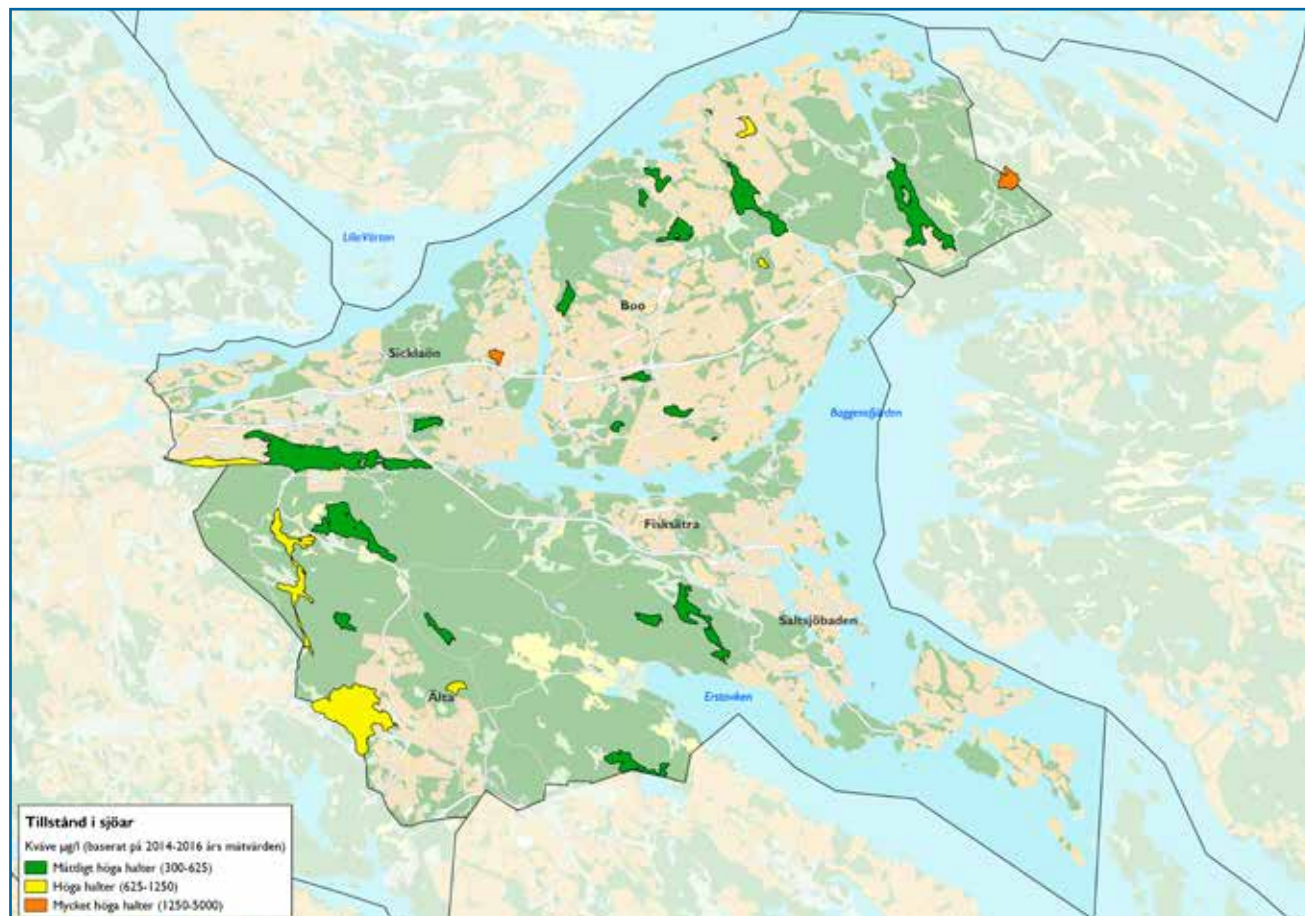 Lilla Värtan
Boo
Sicklaön
Baggensfjärden
Fisksätra
Saltsjöbaden
Älta
Erstaviken
Tillstånd i sjöar
Kväve µg/l (baserat på 2014-2016 års mätvärden)
Måttligt höga halter (300-625)
Höga halter (625-1250)
Mycket höga halter (1250-5000)